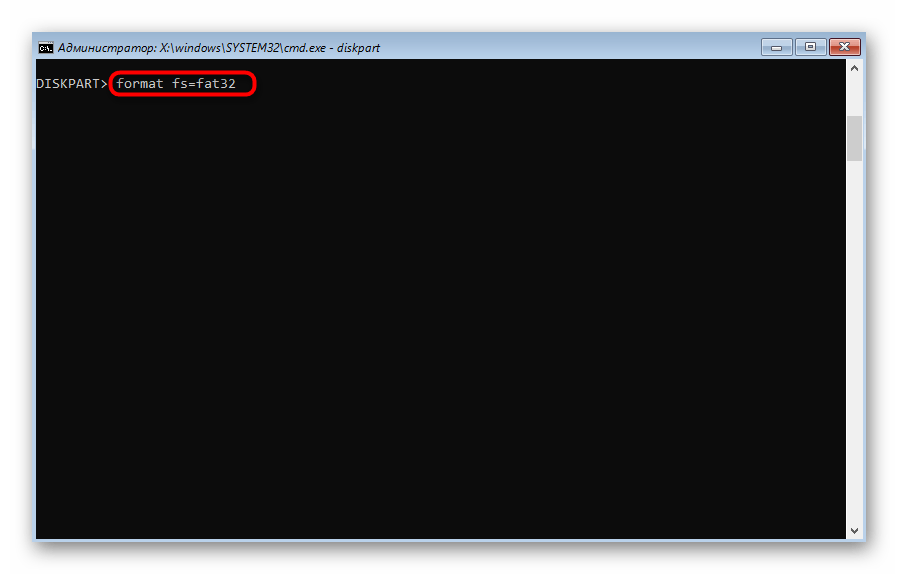 Администратор: X:\windows\SYSTEM32\cmd.exe - diskpart
DISKPART> format fs=fat32